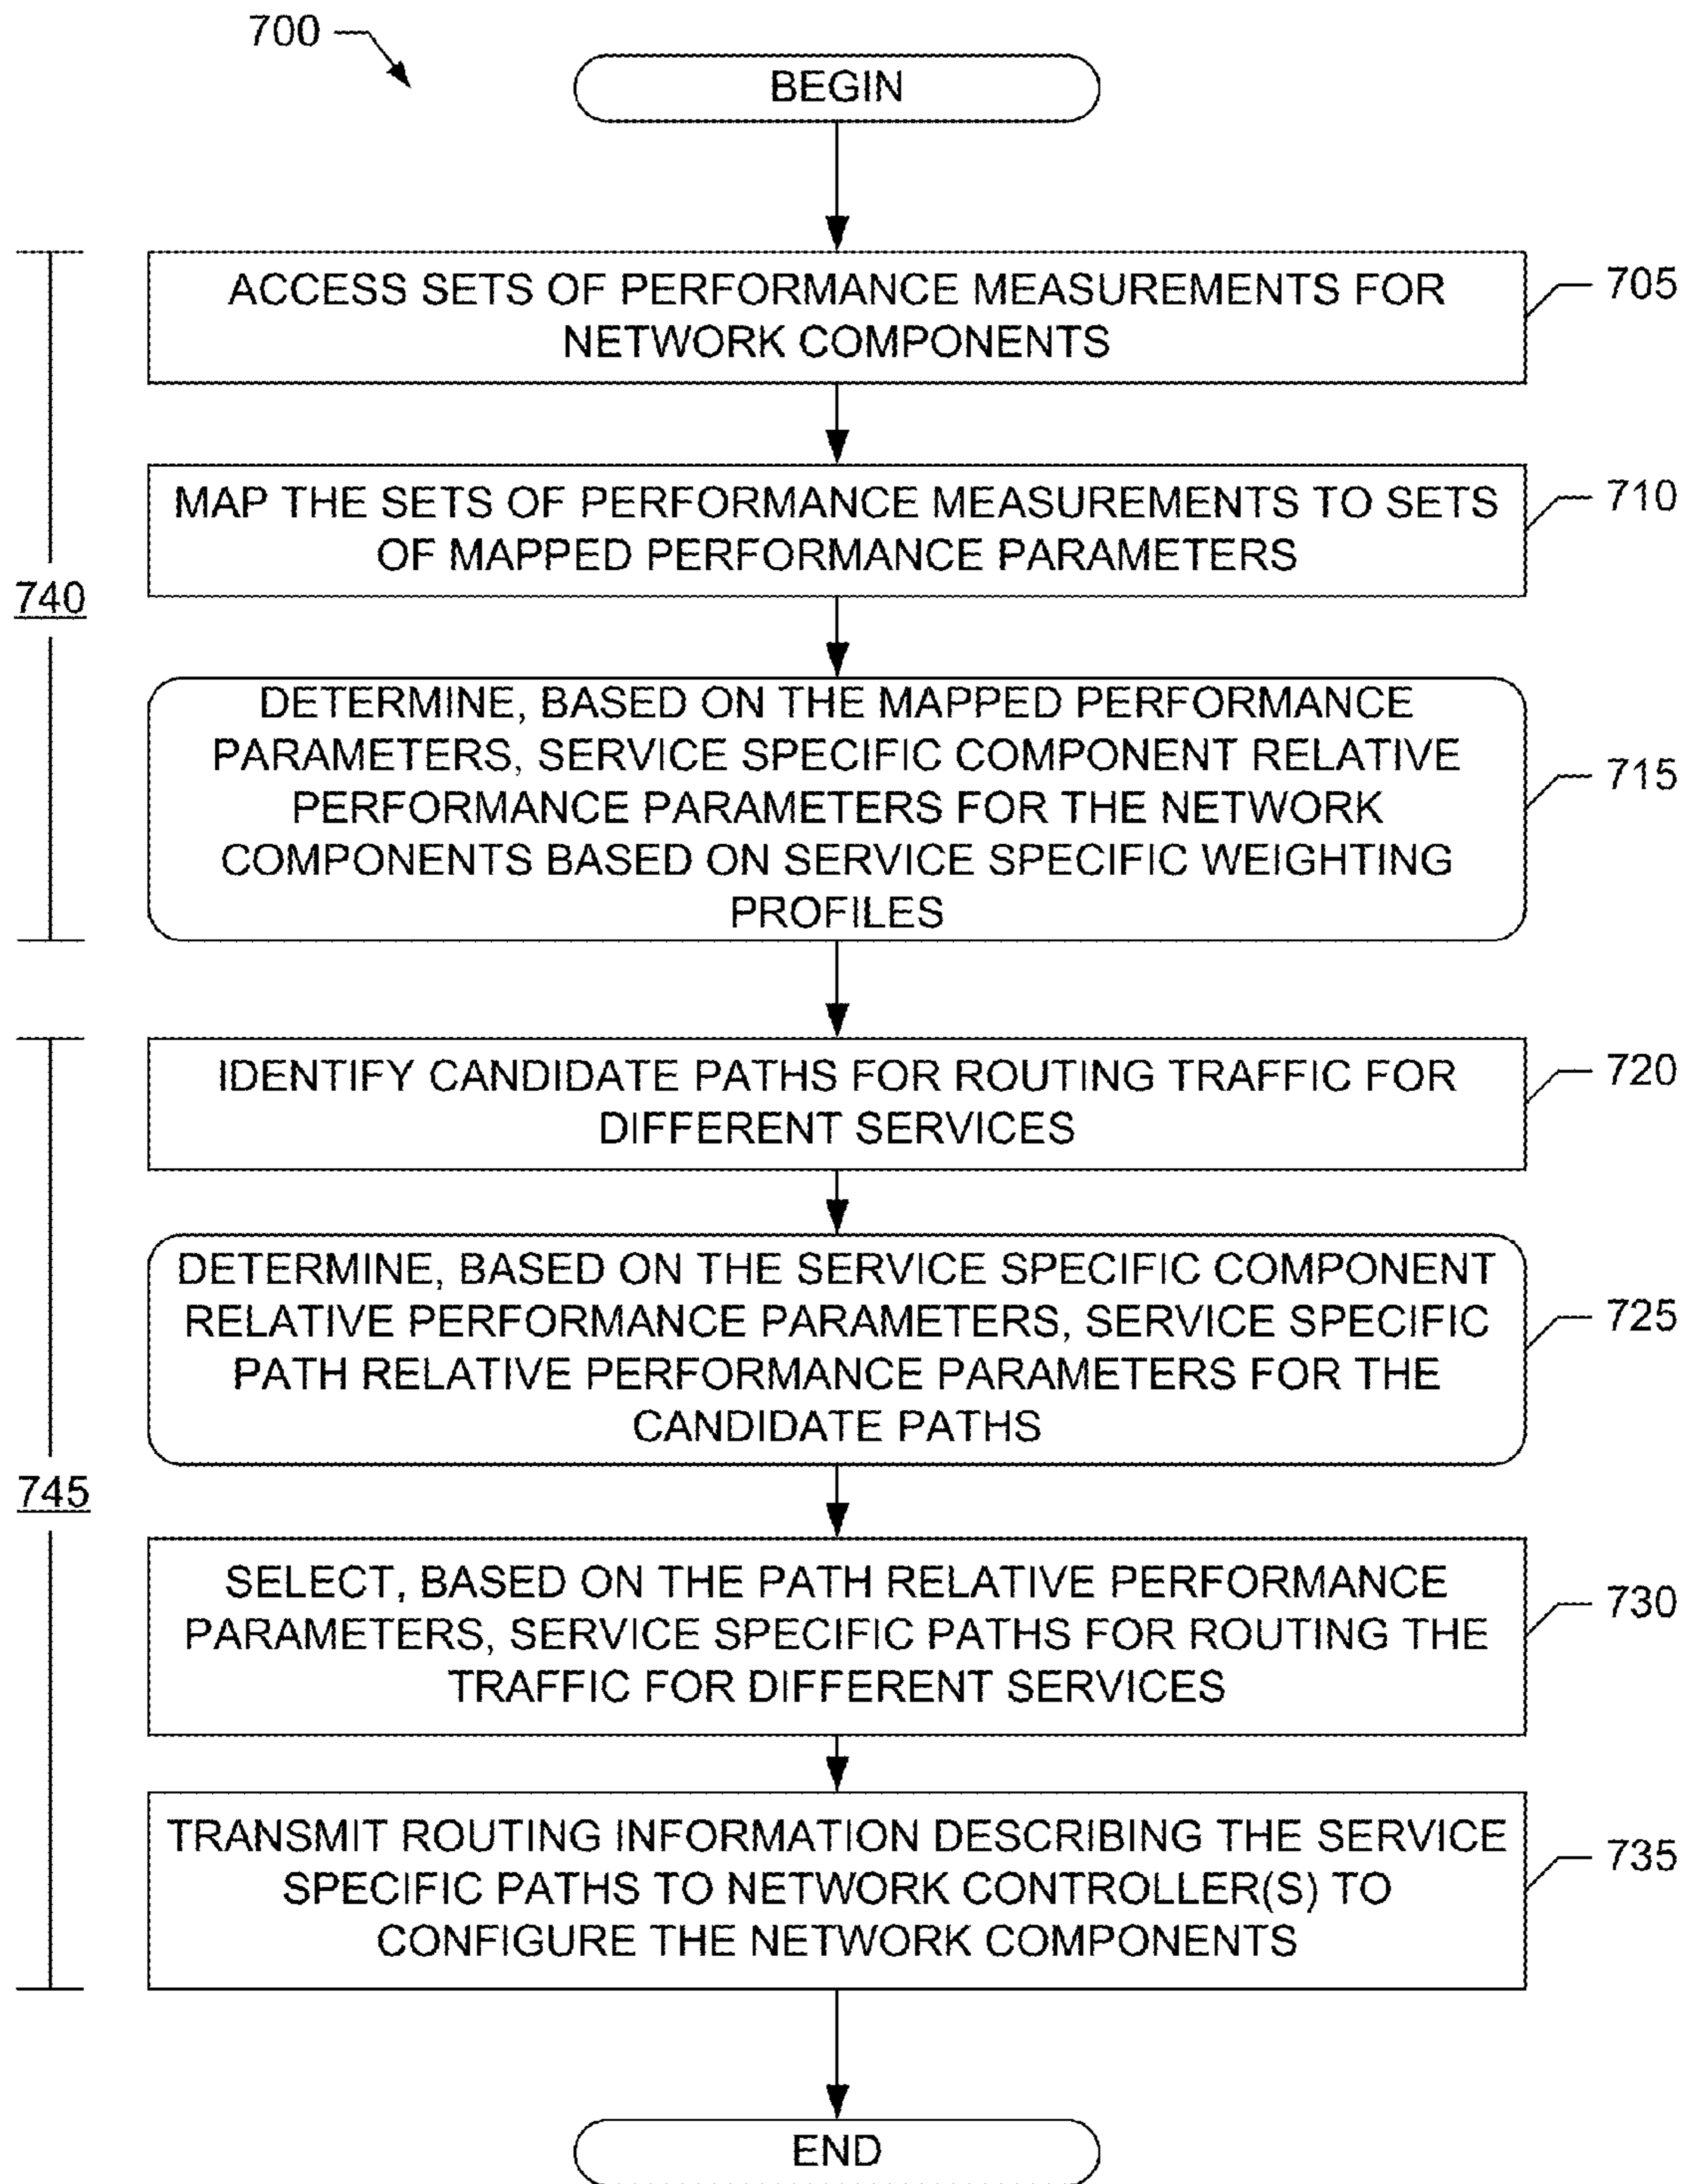 700
BEGIN
ACCESS SETS OF PERFORMANCE MEASUREMENTS FOR
NETWORK COMPONENTS
705
MAP THE SETS OF PERFORMANCE MEASUREMENTS TO SETS
OF MAPPED PERFORMANCE PARAMETERS
710
740
DETERMINE, BASED ON THE MAPPED PERFORMANCE
PARAMETERS, SERVICE SPECIFIC COMPONENT RELATIVE
PERFORMANCE PARAMETERS FOR THE NETWORK
COMPONENTS BASED ON SERVICE SPECIFIC WEIGHTING
PROFILES
715
IDENTIFY CANDIDATE PATHS FOR ROUTING TRAFFIC FOR
DIFFERENT SERVICES
720
DETERMINE, BASED ON THE SERVICE SPECIFIC COMPONENT
RELATIVE PERFORMANCE PARAMETERS, SERVICE SPECIFIC
PATH RELATIVE PERFORMANCE PARAMETERS FOR THE
CANDIDATE PATHS
725
745
SELECT, BASED ON THE PATH RELATIVE PERFORMANCE
PARAMETERS, SERVICE SPECIFIC PATHS FOR ROUTING THE
TRAFFIC FOR DIFFERENT SERVICES
730
TRANSMIT ROUTING INFORMATION DESCRIBING THE SERVICE
SPECIFIC PATHS TO NETWORK CONTROLLER(S) TO
CONFIGURE THE NETWORK COMPONENTS
735
END